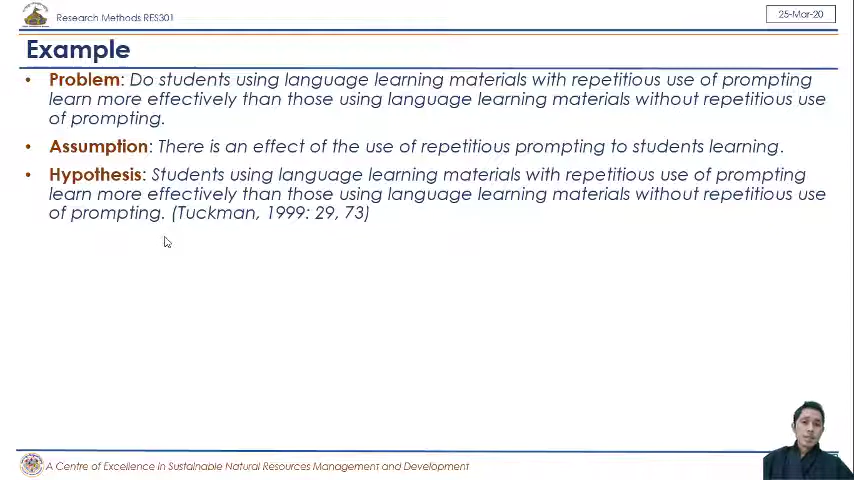 Research Methods RES301
25-Mar-20
Example
• Problem: Do students using language learning materials with repetitious use of prompting
learn more effectively than those using language learning materials without repetitious use
of prompting.
• Assumption: There is an effect of the use of repetitious prompting to students learning.
• Hypothesis: Students using language learning materials with repetitious use of prompting
learn more effectively than those using language learning materials without repetitious use
of prompting. (Tuckman, 1999: 29, 73)
A Centre of Excellence in Sustainable Natural Resources Management and Development